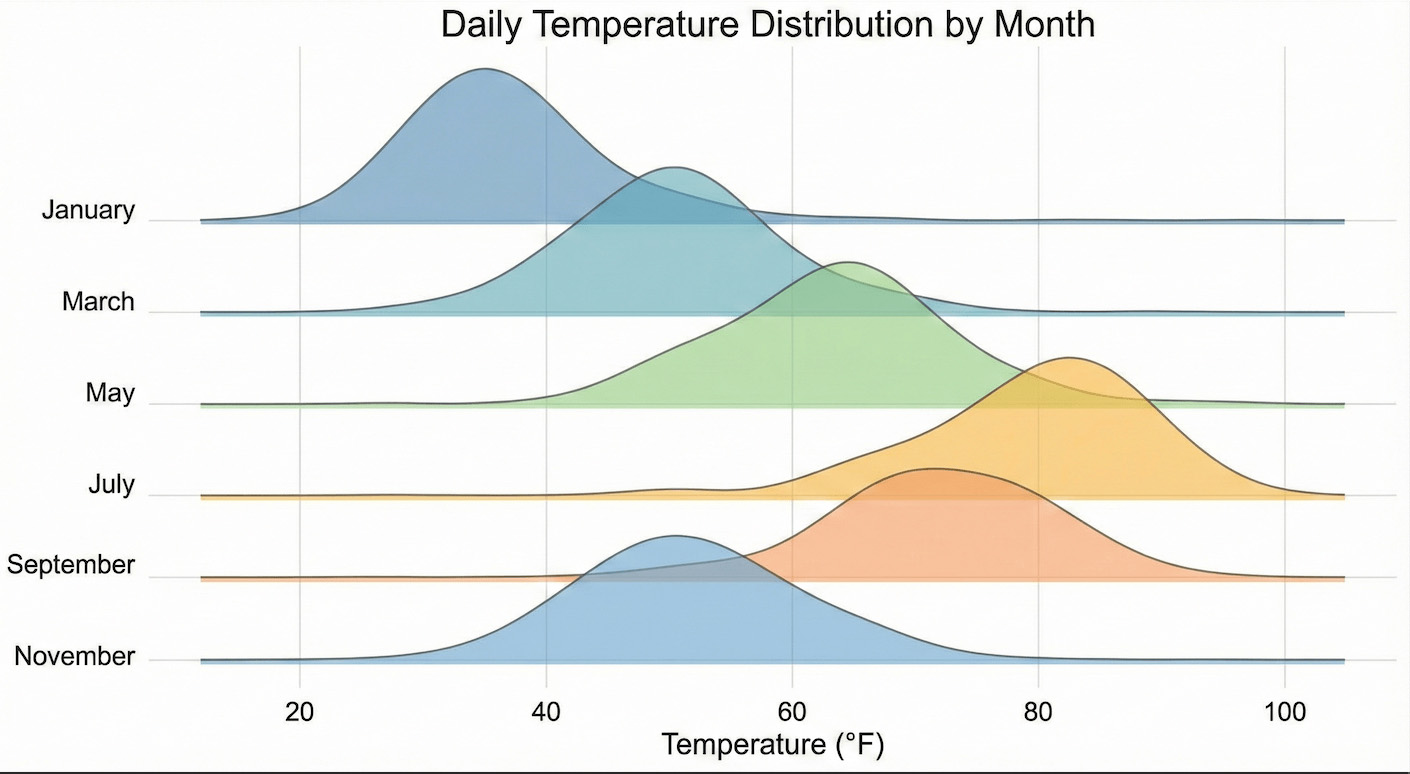 Daily Temperature Distribution by Month
January
March
May
July
September
November
20 40 60 80 100
Temperature (°F)